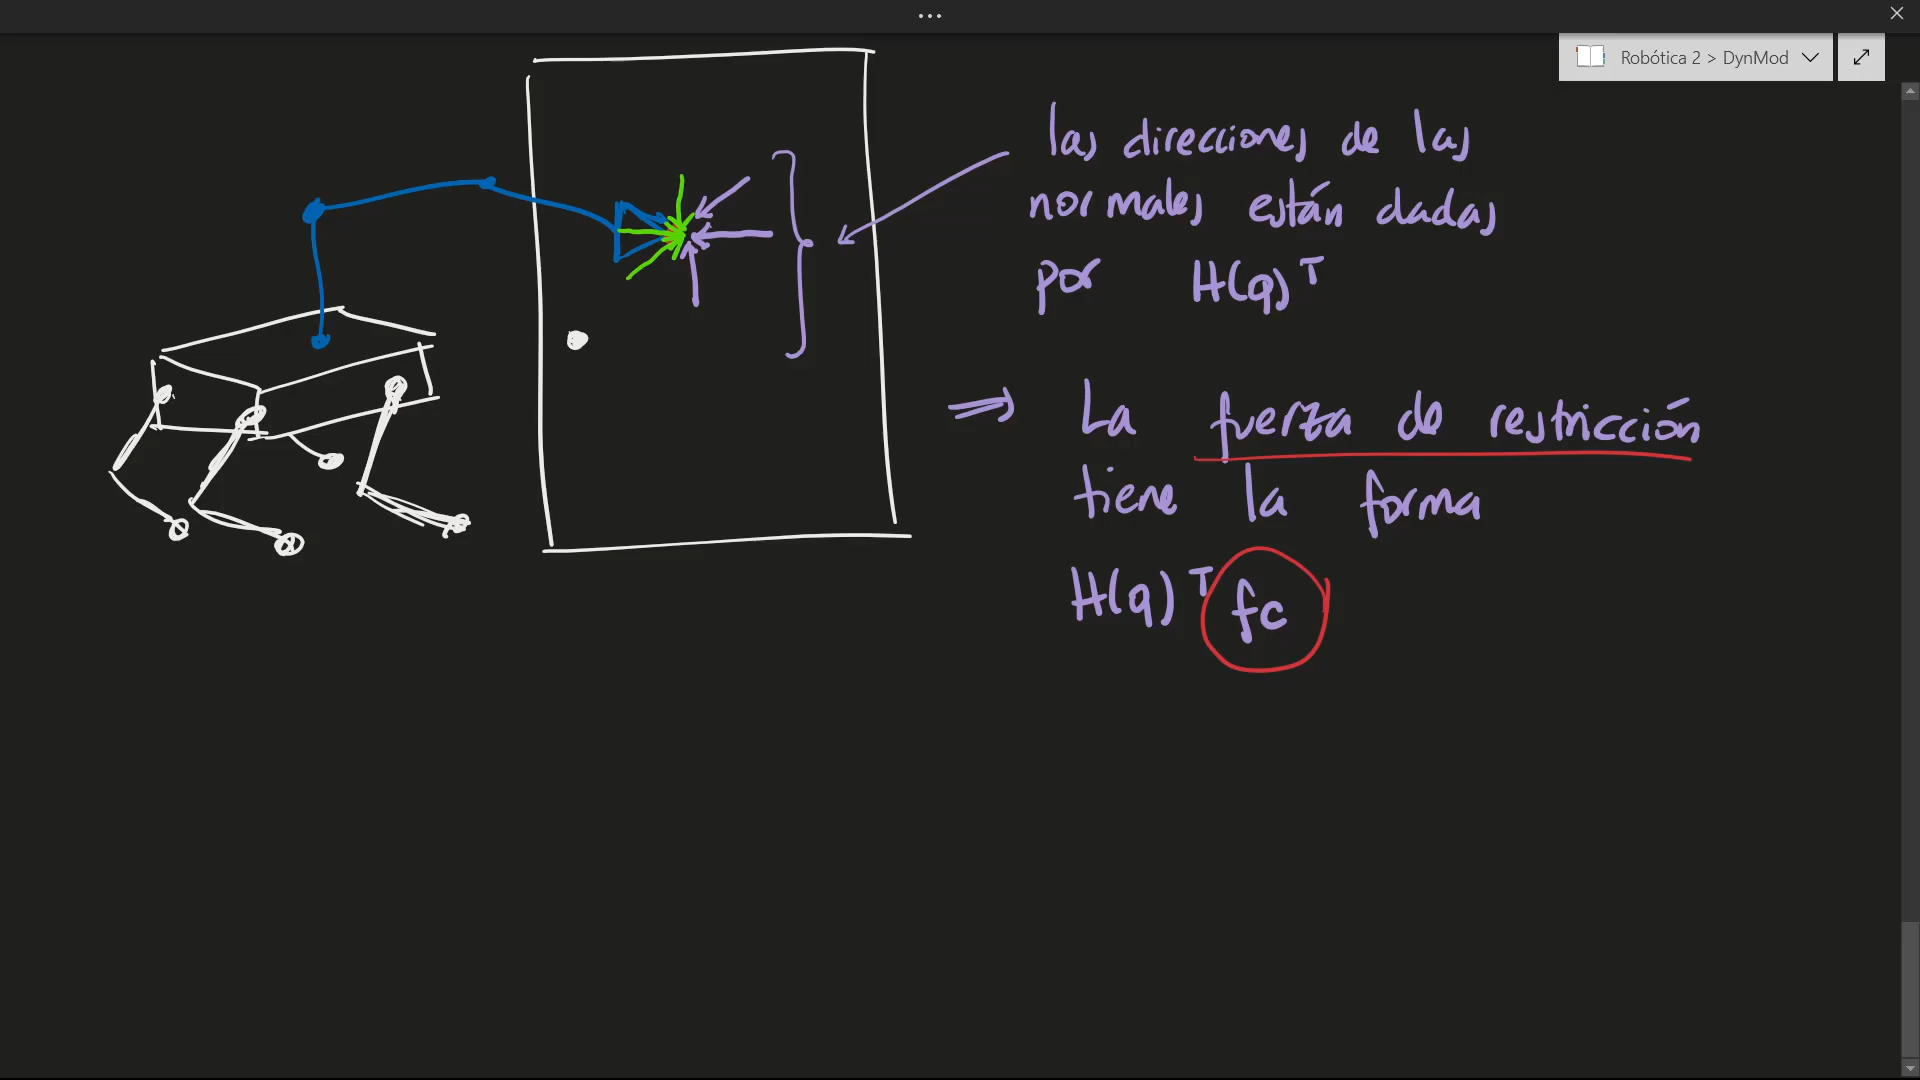 Robótica 2 > DynMod
las direcciones de las
normales están dadas
por H(q)ᵀ
⇒ La fuerza de restricción
tiene la forma
H(q)ᵀ fc